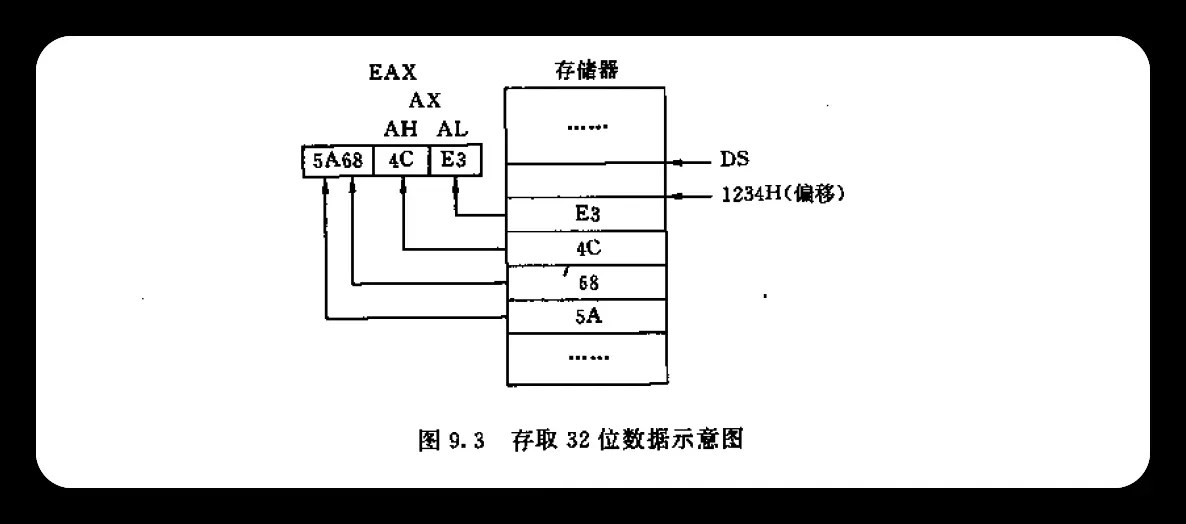 EAX
存储器
AX
AH AL
……
5A68 4C E3
DS
1234H(偏移)
E3
4C
68
5A
……
图 9.3 存取 32 位数据示意图